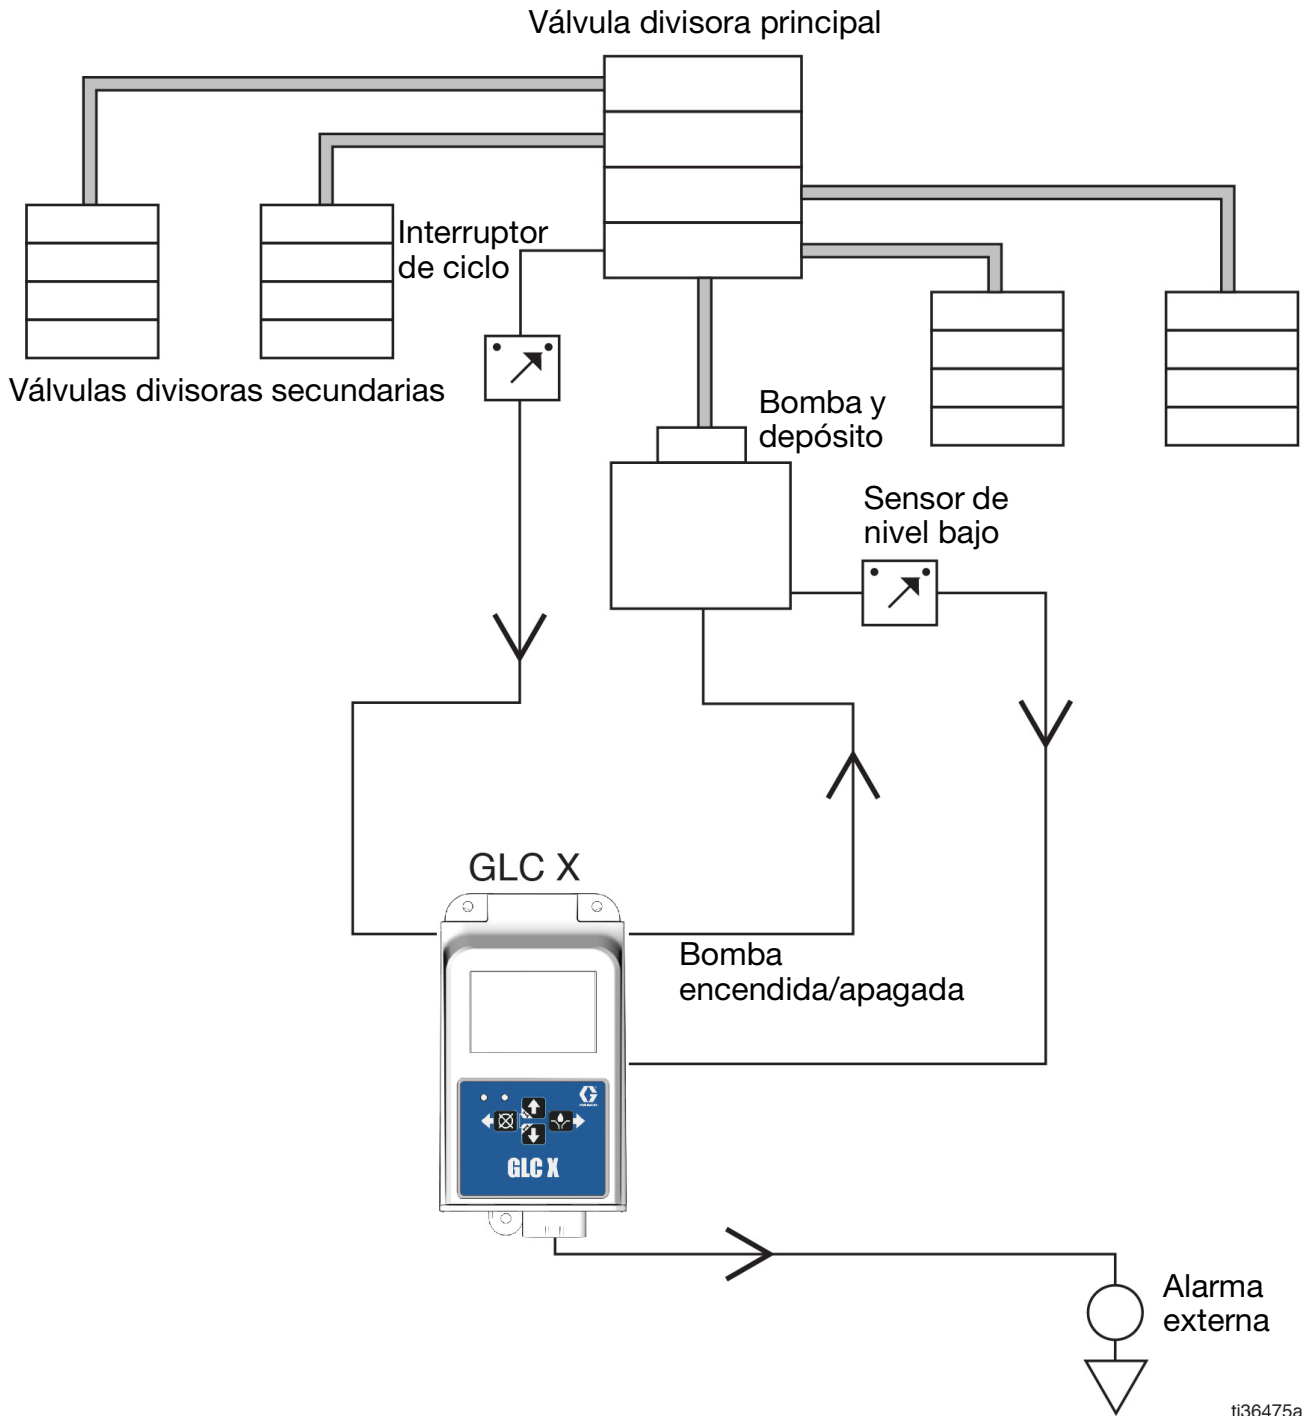 Válvula divisora principal
Interruptor
de ciclo
Válvulas divisoras secundarias
Bomba y
depósito
Sensor de
nivel bajo
GLC X
Bomba
encendida/apagada
GLC X
Alarma
externa
ti36475a